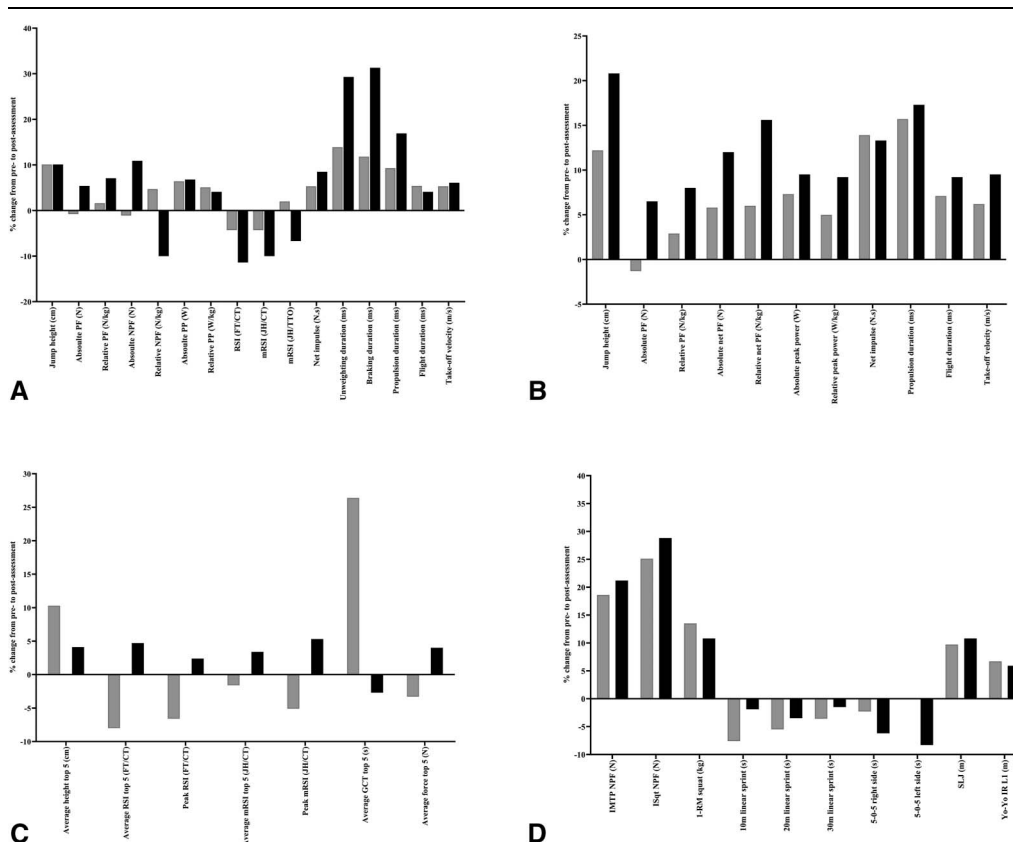 % change from pre- to post-assessment
40
30
20
10
0
-10
-20
Jump height (cm)
Absoulte PF (N)
Relative PF (N/kg)
Absoulte NPF (N)
Relative NPF (N/kg)
Absoulte PP (W)
Relative PP (W/kg)
RSI (FT/CT)
mRSI (JH/CT)
mRSI (JH/TTO)
Net impulse (N.s)
Unweighting duration (ms)
Braking duration (ms)
Propulsion duration (ms)
Flight duration (ms)
Take-off velocity (m/s)
A
% change from pre- to post-assessment
25
20
15
10
5
0
-5
Jump height (cm)
Absolute PF (N)
Relative PF (N/kg)
Absolute net PF (N)
Relative net PF (N/kg)
Absolute peak power (W)
Relative peak power (W/kg)
Net impulse (N.s)
Propulsion duration (ms)
Flight duration (ms)
Take-off velocity (m/s)
B
% change from pre- to post-assessment
30
25
20
15
10
5
0
-5
-10
Average height top 5 (cm)
Average RSI top 5 (FT/CT)
Peak RSI (FT/CT)
Average mRSI top 5 (JH/CT)
Peak mRSI (JH/CT)
Average GCT top 5 (s)
Average force top 5 (N)
C
% change from pre- to post-assessment
40
35
30
25
20
15
10
5
0
-5
-10
IMTP NPF (N)
ISqt NPF (N)
1-RM squat (kg)
10m linear sprint (s)
20m linear sprint (s)
30m linear sprint (s)
5-0-5 right side (s)
5-0-5 left side (s)
SLJ (m)
Yo-Yo IR L1 (m)
D